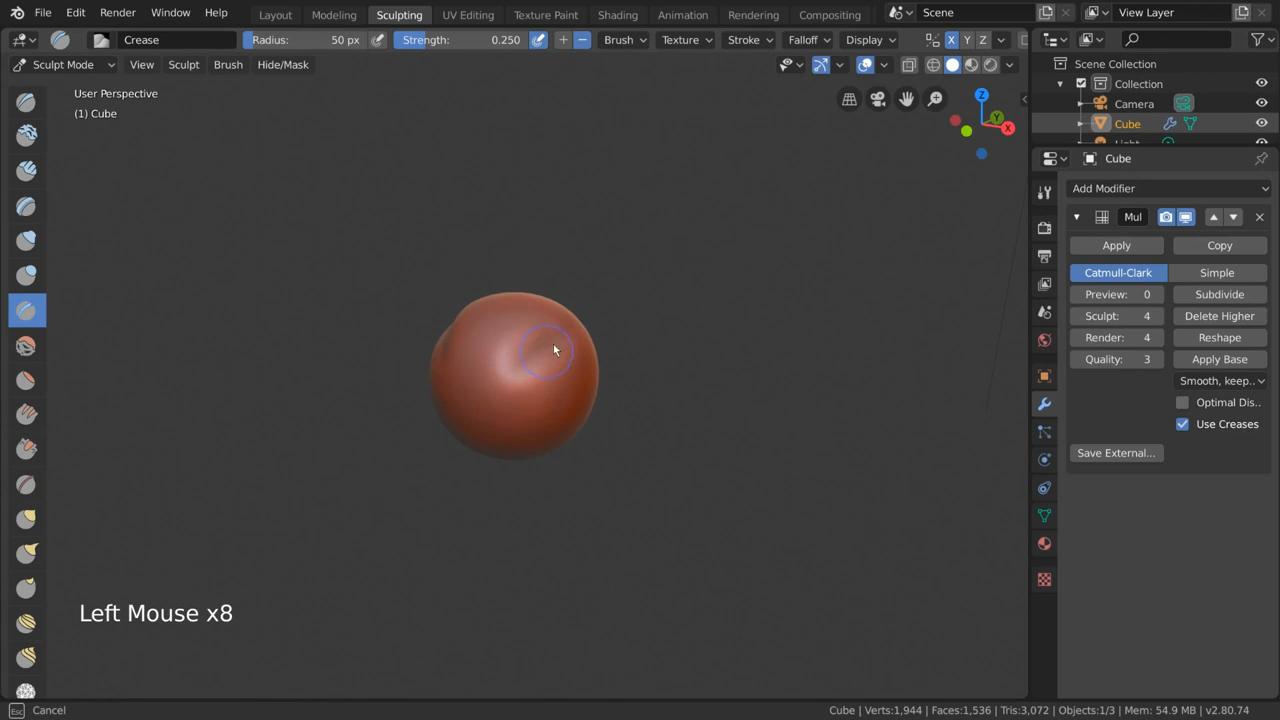 File Edit Render Window Help Layout Modeling Sculpting UV Editing Texture Paint Shading Animation Rendering Compositing Scene View Layer
Crease Radius: 50 px Strength: 0.250 Brush Texture Stroke Falloff Display X Y Z
Sculpt Mode View Sculpt Brush Hide/Mask
Scene Collection
Collection
Camera
Cube
User Perspective
(1) Cube
Z
Y
X
Cube
Add Modifier
Mul
Apply Copy
Catmull-Clark Simple
Preview: 0 Subdivide
Sculpt: 4 Delete Higher
Render: 4 Reshape
Quality: 3 Apply Base
Smooth, keep..
Optimal Dis..
Use Creases
Save External...
Left Mouse x8
Esc Cancel Cube | Verts:1,944 | Faces:1,536 | Tris:3,072 | Objects:1/3 | Mem: 54.9 MB | v2.80.74